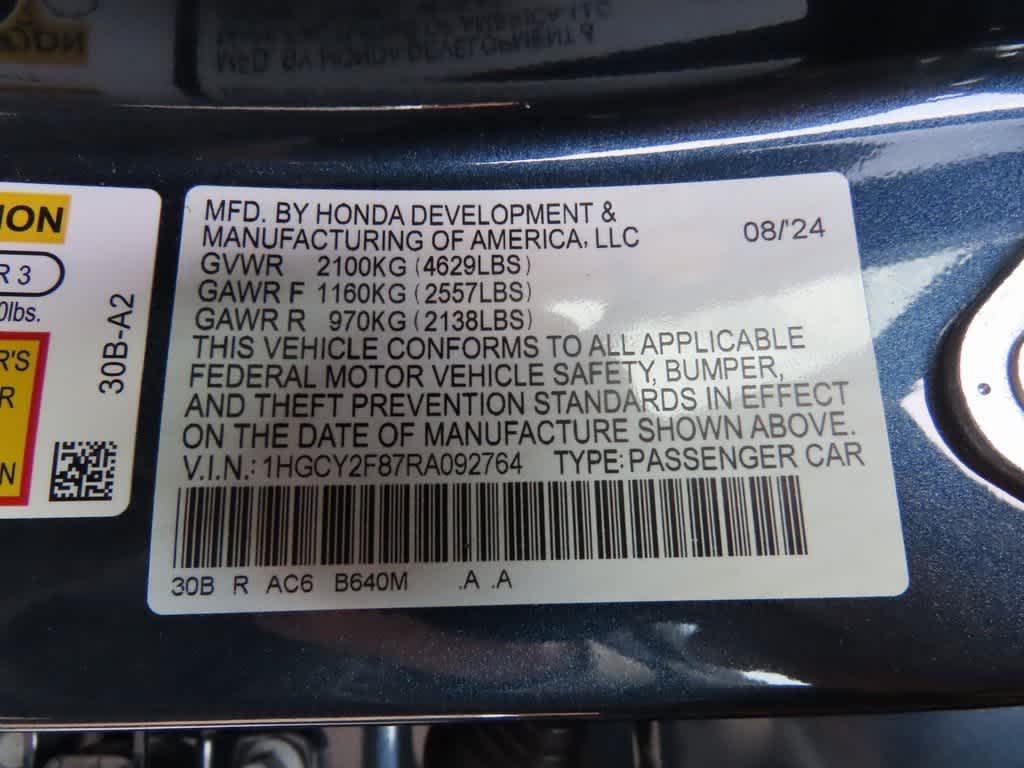 MFD. BY HONDA DEVELOPMENT &
MANUFACTURING OF AMERICA, LLC 08/'24
GVWR 2100KG (4629LBS)
GAWR F 1160KG (2557LBS)
GAWR R 970KG (2138LBS)
THIS VEHICLE CONFORMS TO ALL APPLICABLE
FEDERAL MOTOR VEHICLE SAFETY, BUMPER,
AND THEFT PREVENTION STANDARDS IN EFFECT
ON THE DATE OF MANUFACTURE SHOWN ABOVE.
V.I.N.: 1HGCY2F87RA092764 TYPE: PASSENGER CAR
30B R AC6 B640M .A .A
ION
R 3
0lbs.
R'S
R
N
30B-A2